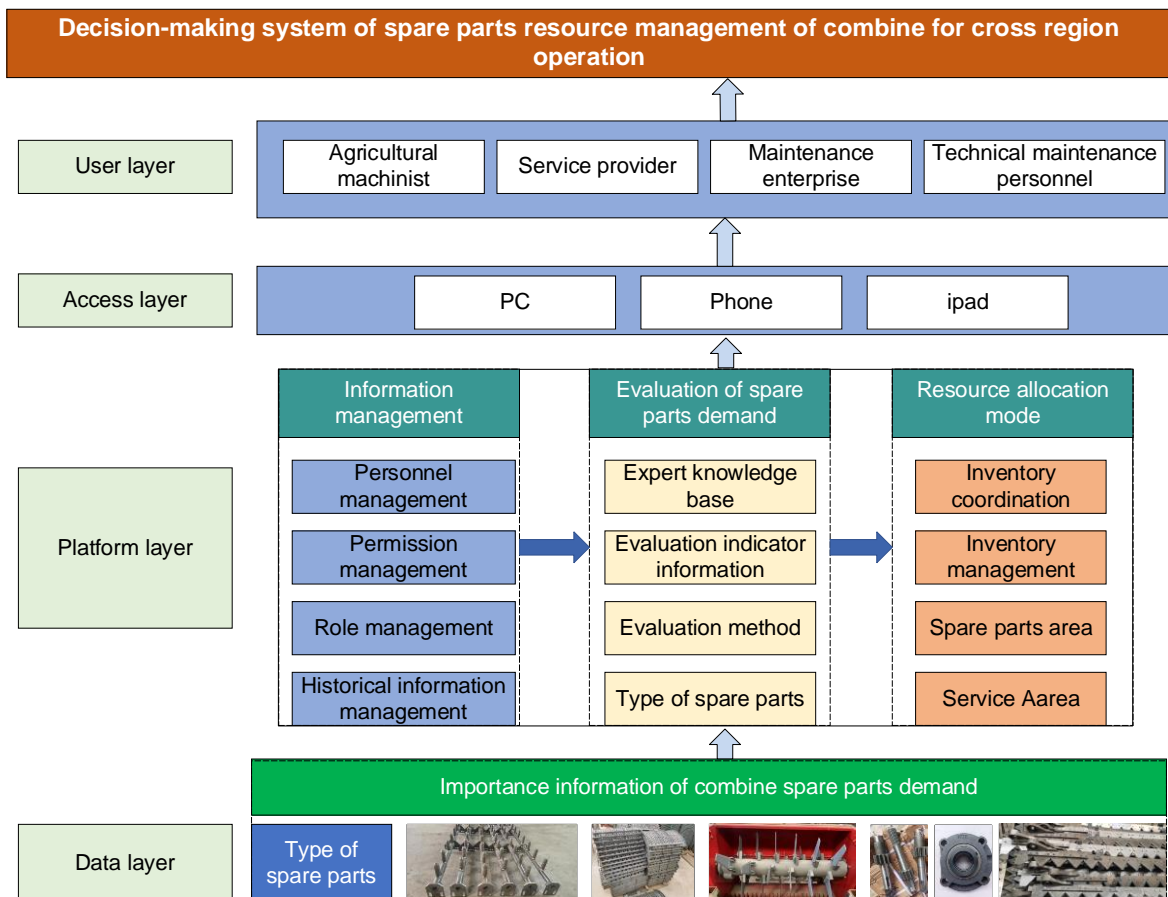 Decision-making system of spare parts resource management of combine for cross region
operation
User layer
Agricultural
machinist
Service provider
Maintenance
enterprise
Technical maintenance
personnel
Access layer
PC
Phone
ipad
Platform layer
Information
management
Personnel
management
Permission
management
Role management
Historical information
management
Evaluation of spare
parts demand
Expert knowledge
base
Evaluation indicator
information
Evaluation method
Type of spare parts
Resource allocation
mode
Inventory
coordination
Inventory
management
Spare parts area
Service Aarea
Importance information of combine spare parts demand
Data layer
Type of
spare parts